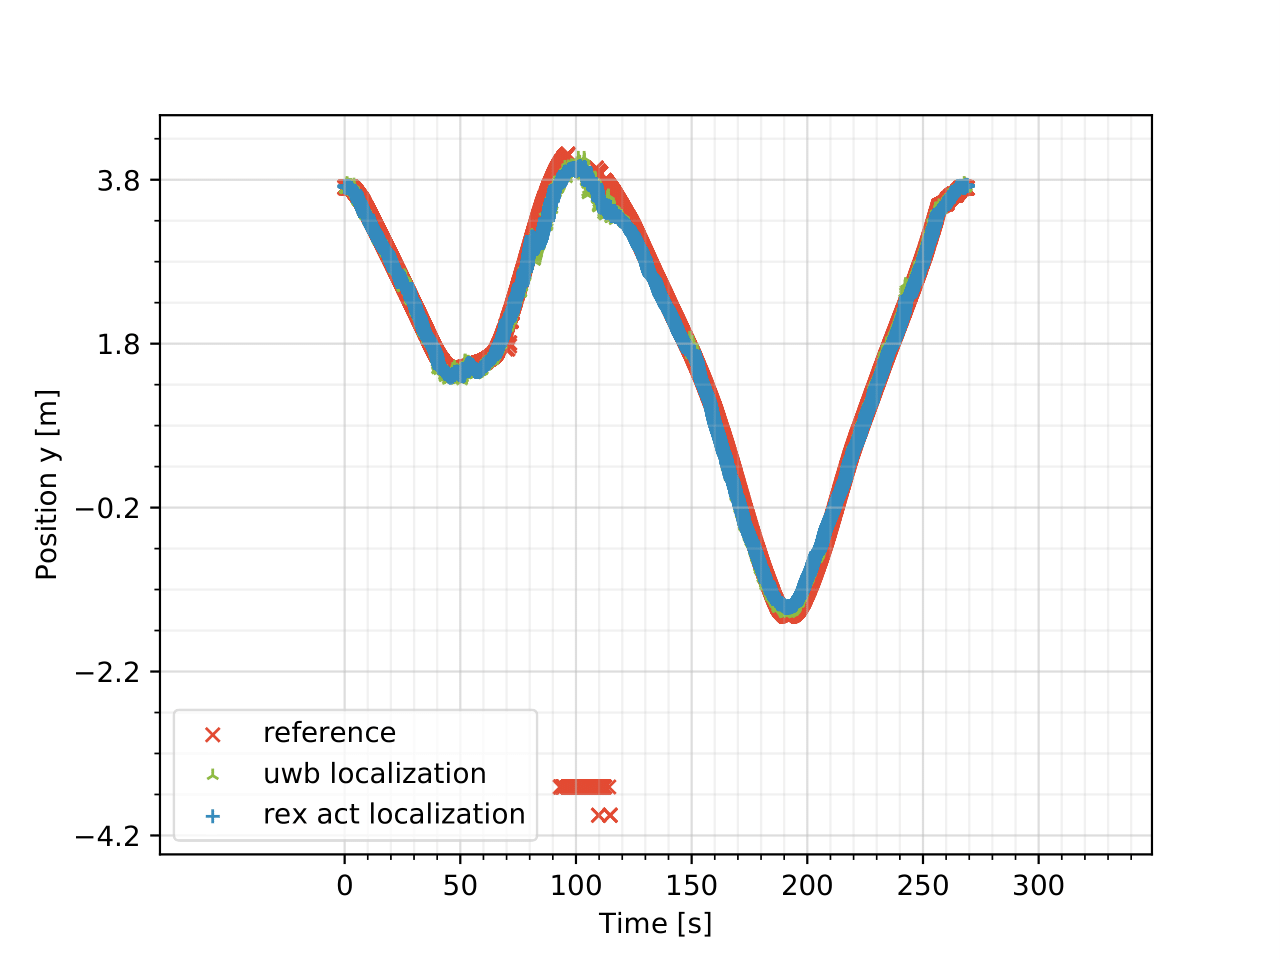 3.8
1.8
−0.2
−2.2
−4.2
Position y [m]
reference
uwb localization
rex act localization
0 50 100 150 200 250 300
Time [s]